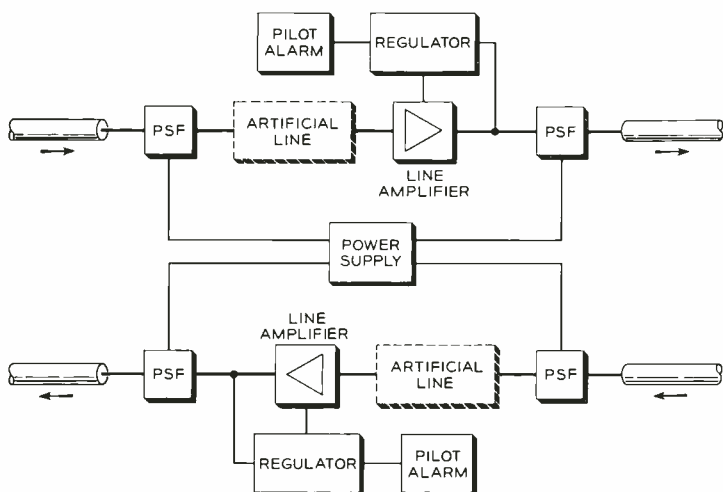 PILOT
ALARM
REGULATOR
PSF
ARTIFICIAL
LINE
PSF
LINE
AMPLIFIER
POWER
SUPPLY
LINE
AMPLIFIER
PSF
ARTIFICIAL
LINE
PSF
REGULATOR
PILOT
ALARM